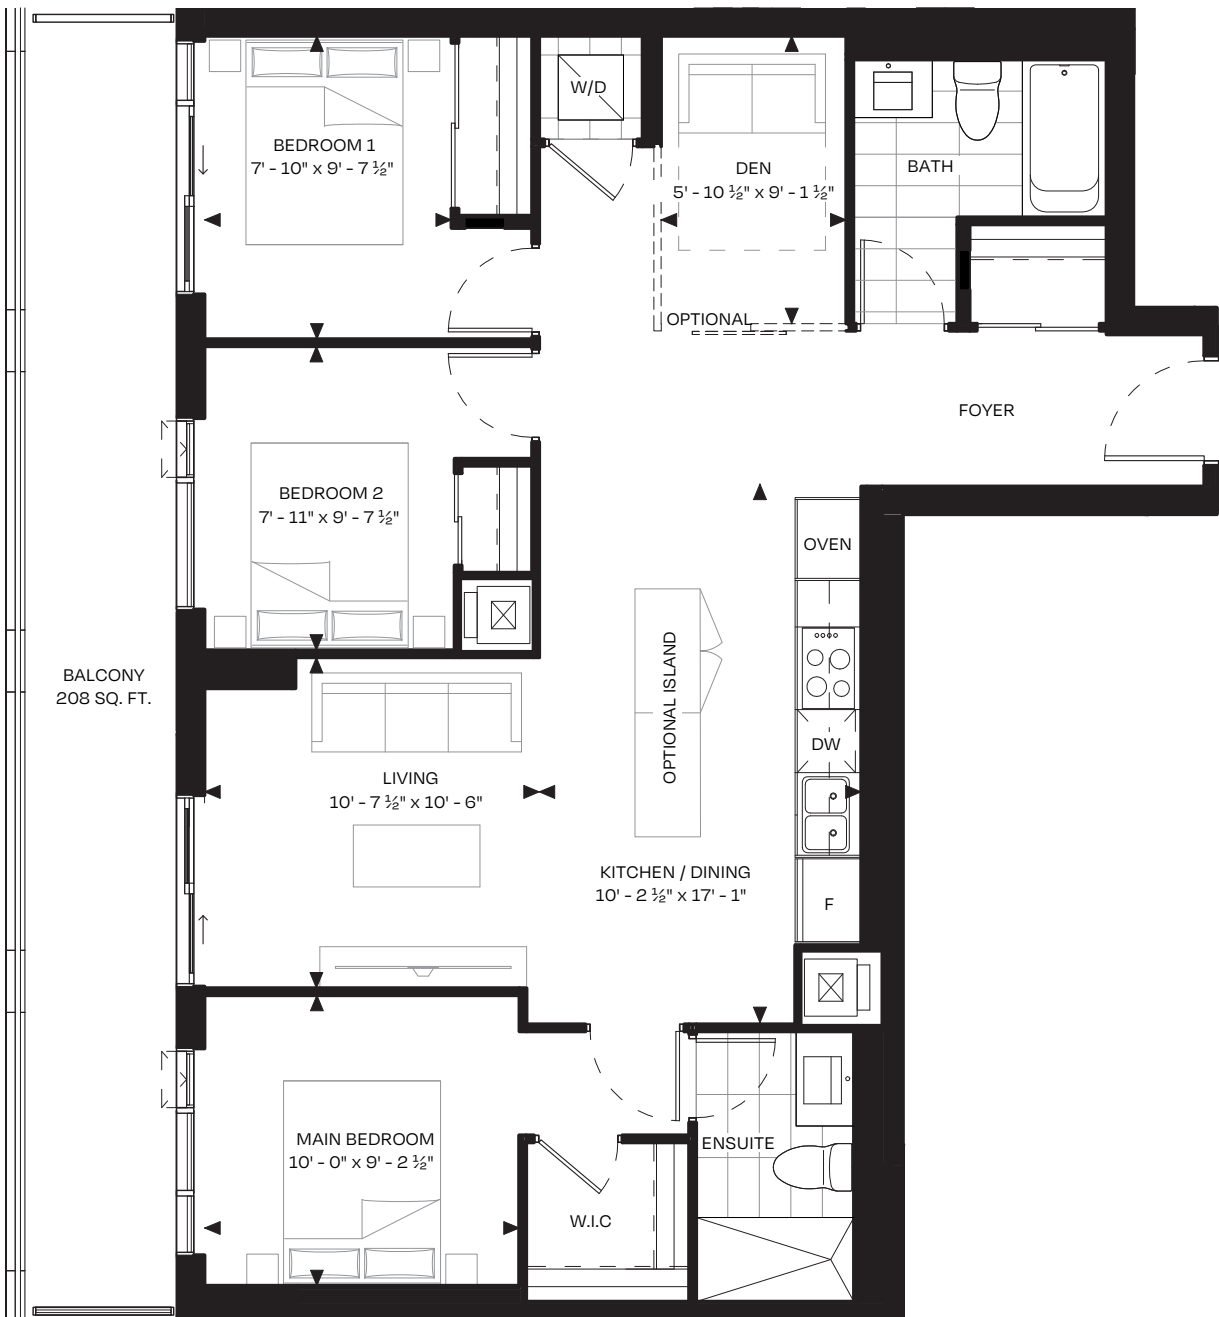 W/D
BEDROOM 1
7' - 10" x 9' - 7 ½"
DEN
5' - 10 ½" x 9' - 1 ½"
BATH
OPTIONAL
FOYER
BEDROOM 2
7' - 11" x 9' - 7 ½"
OVEN
BALCONY
208 SQ. FT.
OPTIONAL ISLAND
DW
LIVING
10' - 7 ½" x 10' - 6"
KITCHEN / DINING
10' - 2 ½" x 17' - 1"
F
MAIN BEDROOM
10' - 0" x 9' - 2 ½"
ENSUITE
W.I.C